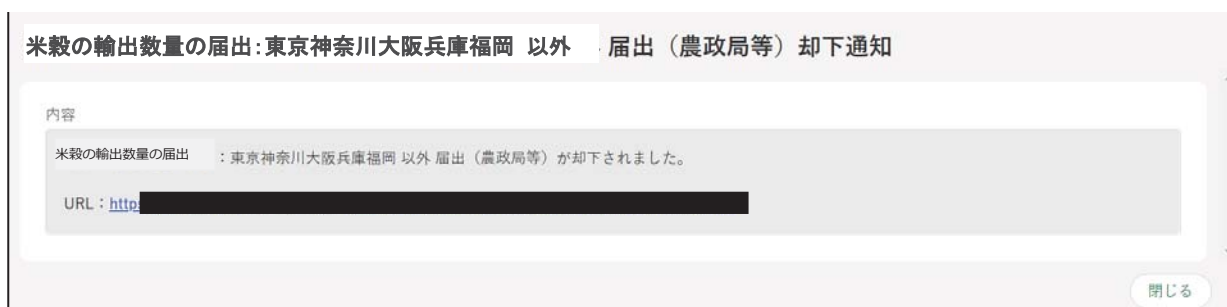 米穀の輸出数量の届出：東京神奈川大阪兵庫福岡 以外 届出（農政局等）却下通知
内容
米穀の輸出数量の届出 ：東京神奈川大阪兵庫福岡 以外 届出（農政局等）が却下されました。
URL：http
閉じる